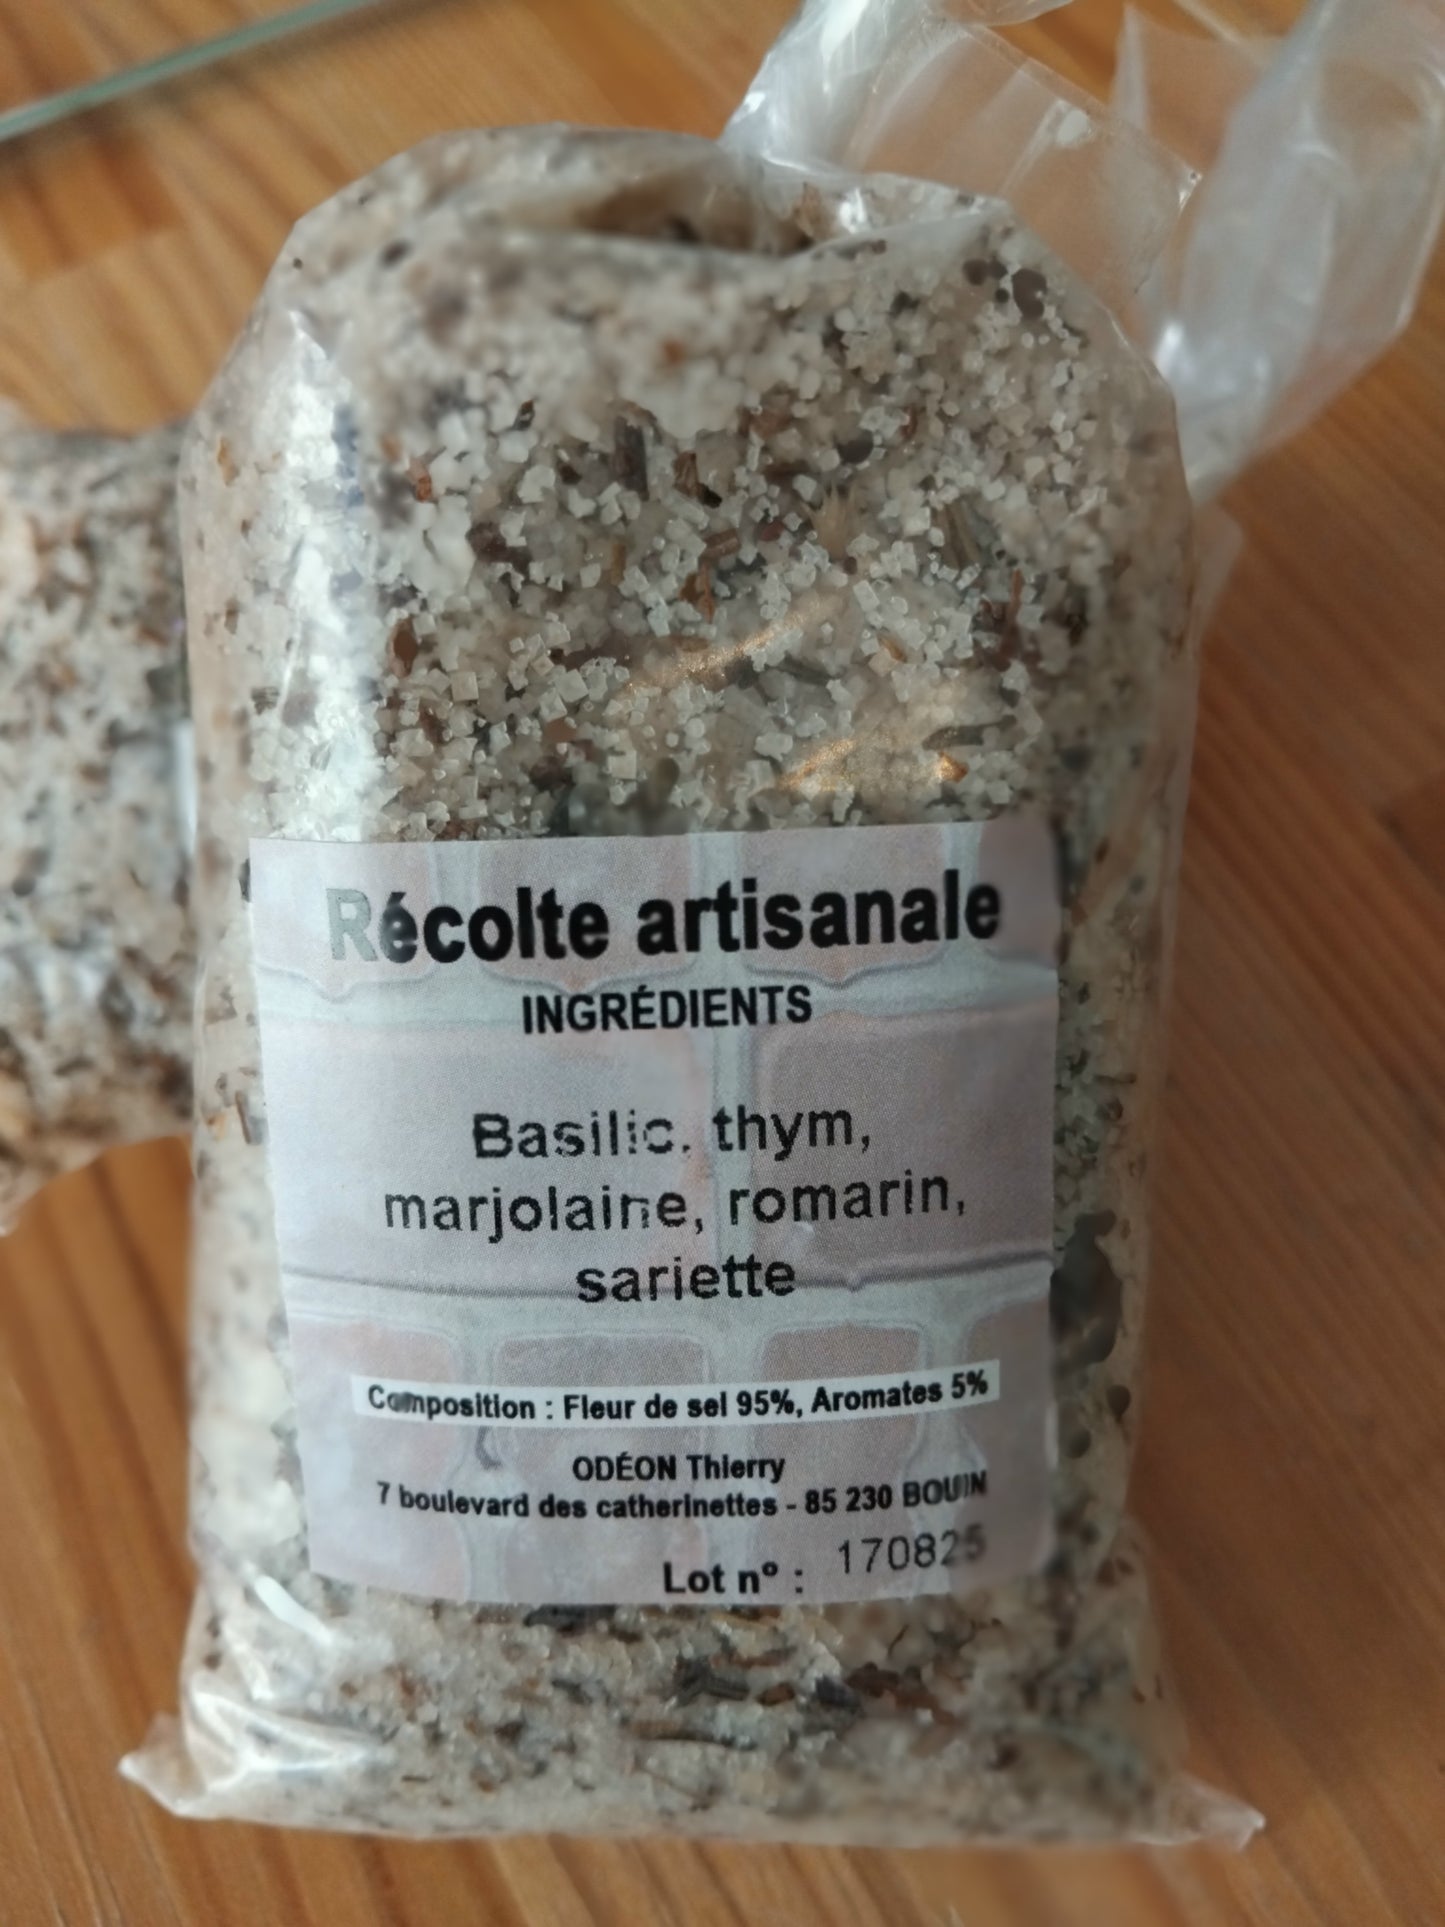 Récolte artisanale
INGRÉDIENTS
Basilic. thym,
marjolaine, romarin,
sariette
Composition : Fleur de sel 95%, Aromates 5%
ODÉON Thierry
7 boulevard des catherinettes - 85 230 BOUIN
Lot n° : 170825